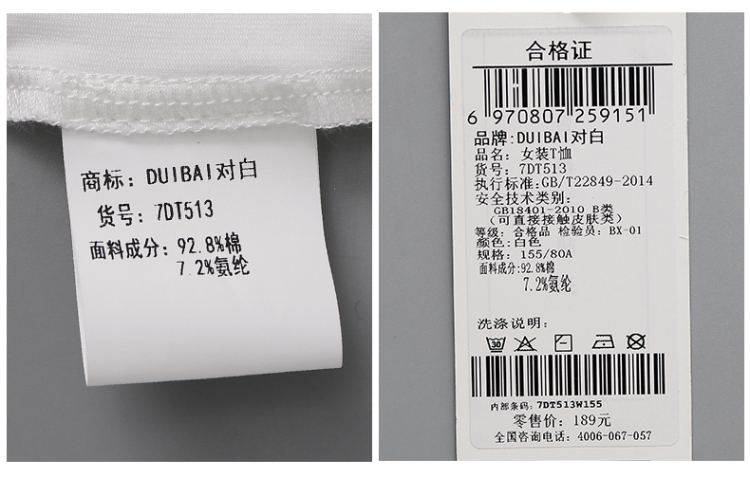 商标：DUIBAI对白
货号：7DT513
面料成分：92.8%棉
7.2%氨纶
合格证
6 970807 259151
品牌:DUIBAI对白
品名：女装T恤
货号：7DT513
执行标准:GB/T22849-2014
安全技术类别:
GB18401-2010 B类
（可直接接触皮肤类）
等级：合格品 检验员：BX-01
颜色:白色
规格：155/80A
面料成分:92.8%棉
7.2%氨纶
洗涤说明：
30
内部条码：7DT513W155
零售价：189元
全国咨询电话：4006-067-057